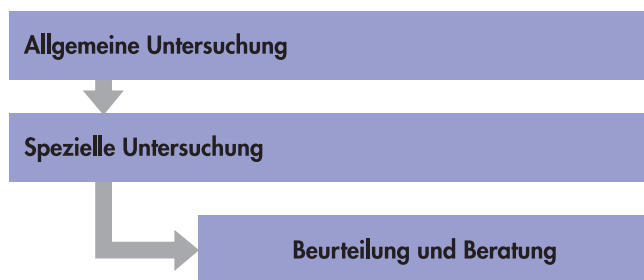 Allgemeine Untersuchung
Spezielle Untersuchung
Beurteilung und Beratung